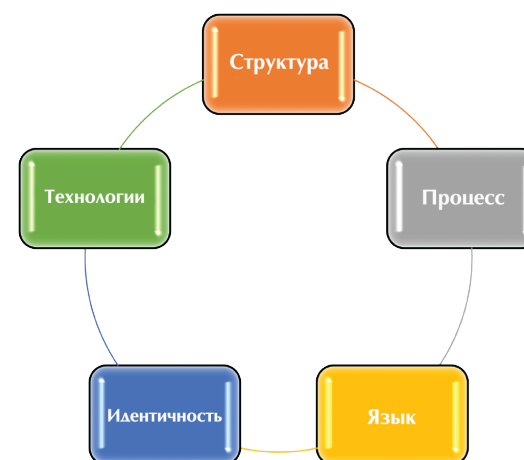 Структура
Технологии
Процесс
Идентичность
Язык